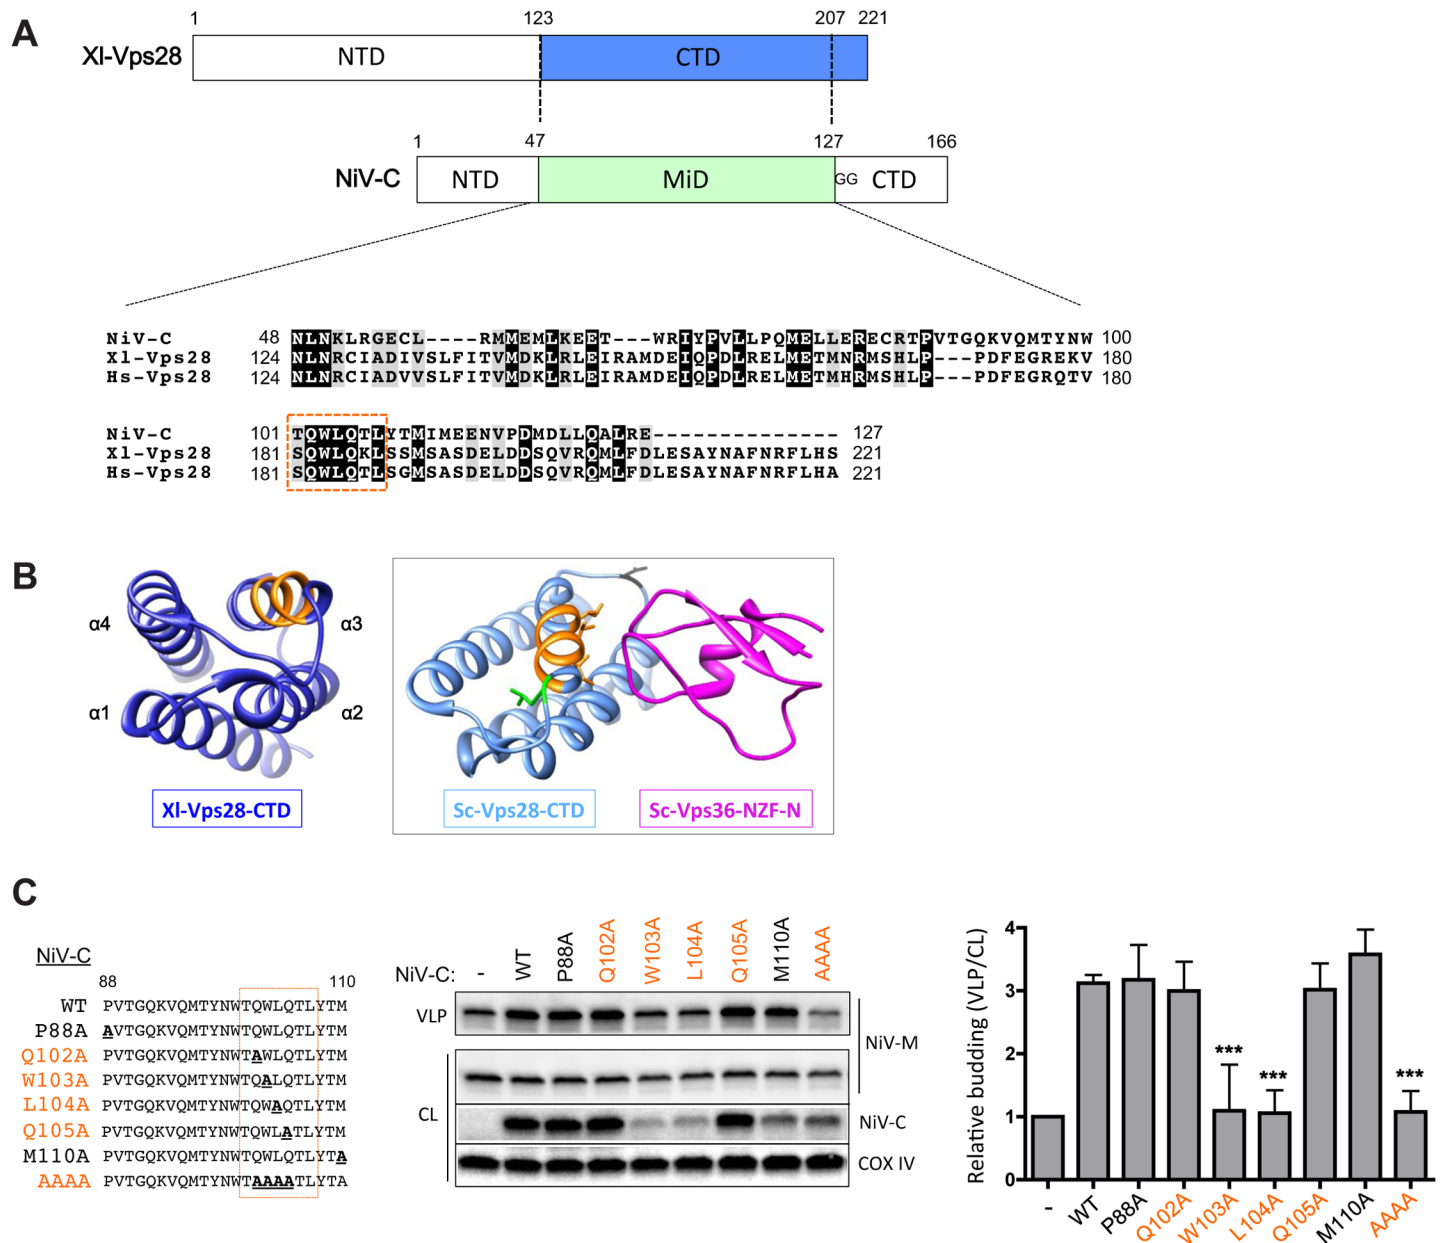 A
1 123 207 221
Xl-Vps28 NTD CTD
1 47 127 166
NiV-C NTD MiD GG CTD
NiV-C 48 NLNKLRGECL----RMMEMLKEET---WRIYPVLLPQMELLERECRTPVTGQKVQMTYNW 100
Xl-Vps28 124 NLNRCIADIVSLFITVMDKLRLEIRAMDEIQPDLRELMETMNRMSHLP---PDFEGREKV 180
Hs-Vps28 124 NLNRCIADVVSLFITVMDKLRLEIRAMDEIQPDLRELMETMHRMSHLP---PDFEGRQTV 180
NiV-C 101 TQWLQTLYTMIMEENVPDMDLLQALRE-------------- 127
Xl-Vps28 181 SQWLQKLSSMSASDELDDSQVRQMLFDLESAYNAFNRFLHS 221
Hs-Vps28 181 SQWLQTLSGMSASDELDDSQVRQMLFDLESAYNAFNRFLHA 221
B
α4 α3
α1 α2
Xl-Vps28-CTD
Sc-Vps28-CTD Sc-Vps36-NZF-N
C
NiV-C
88 110
WT PVTGQKVQMTYNWTQWLQTLYTM
P88A AVTGQKVQMTYNWTQWLQTLYTM
Q102A PVTGQKVQMTYNWTAWLQTLYTM
W103A PVTGQKVQMTYNWTQALQTLYTM
L104A PVTGQKVQMTYNWTQWAQTLYTM
Q105A PVTGQKVQMTYNWTQWLATLYTM
M110A PVTGQKVQMTYNWTQWLQTLYTA
AAAA PVTGQKVQMTYNWTAAAATLYTA
NiV-C: - WT P88A Q102A W103A L104A Q105A M110A AAAA
VLP
NiV-M
CL
NiV-C
COX IV
Relative budding (VLP/CL)
4
3
2
1
0
*** *** ***
- WT P88A Q102A W103A L104A Q105A M110A AAAA